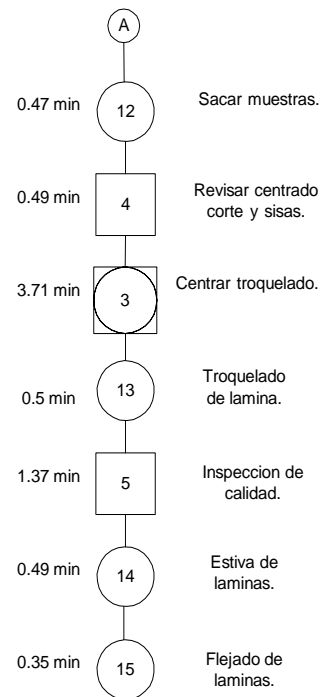 A
0.47 min
12
Sacar muestras.
0.49 min
4
Revisar centrado
corte y sisas.
3.71 min
3
Centrar troquelado.
0.5 min
13
Troquelado
de lamina.
1.37 min
5
Inspeccion de
calidad.
0.49 min
14
Estiva de
laminas.
0.35 min
15
Flejado de
laminas.